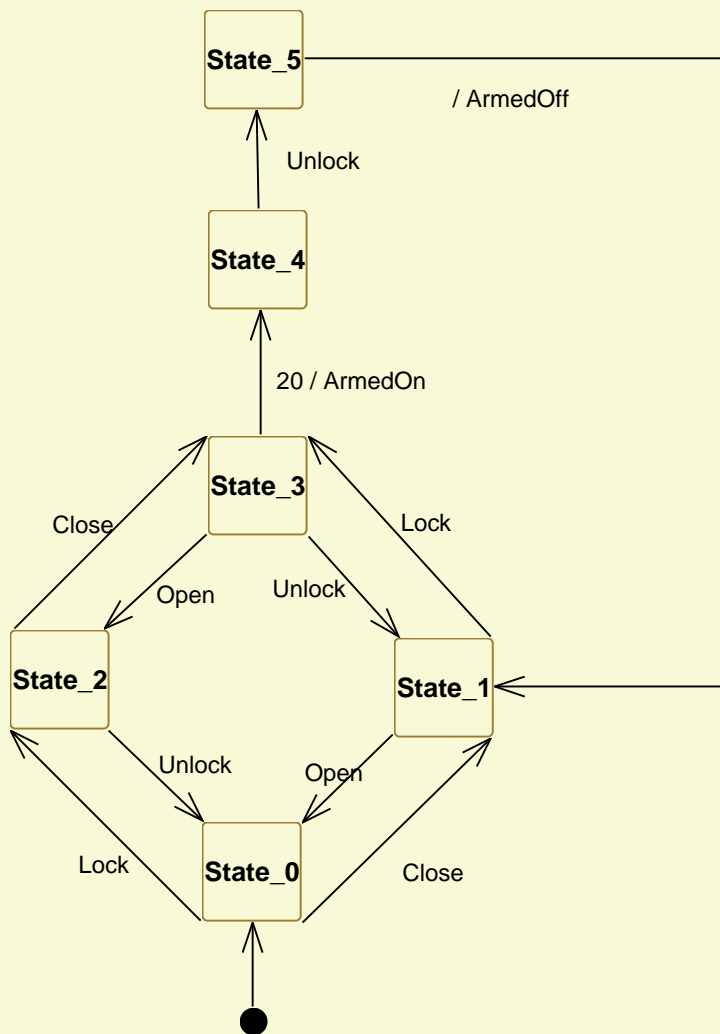 State_5
/ ArmedOff
Unlock
State_4
20 / ArmedOn
State_3
Close
Lock
Open
Unlock
State_2
State_1
Unlock
Open
State_0
Lock
Close